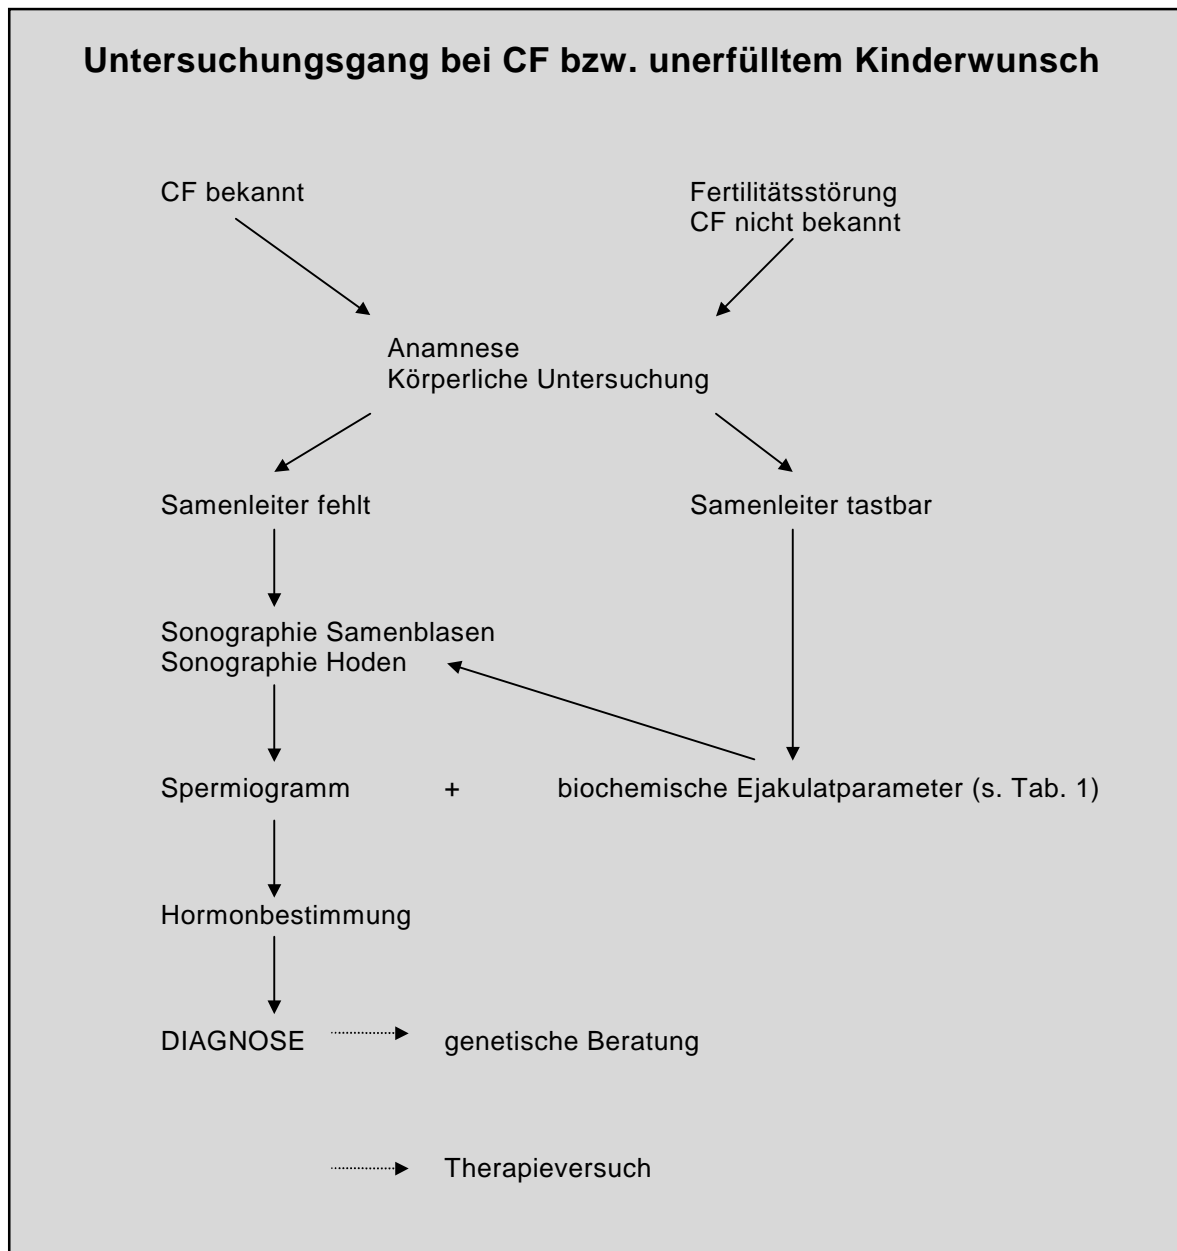 Untersuchungsgang bei CF bzw. unerfülltem Kinderwunsch
CF bekannt
Fertilitätsstörung
CF nicht bekannt
Anamnese
Körperliche Untersuchung
Samenleiter fehlt
Samenleiter tastbar
Sonographie Samenblasen
Sonographie Hoden
Spermiogramm + biochemische Ejakulatparameter (s. Tab. 1)
Hormonbestimmung
DIAGNOSE genetische Beratung
Therapieversuch